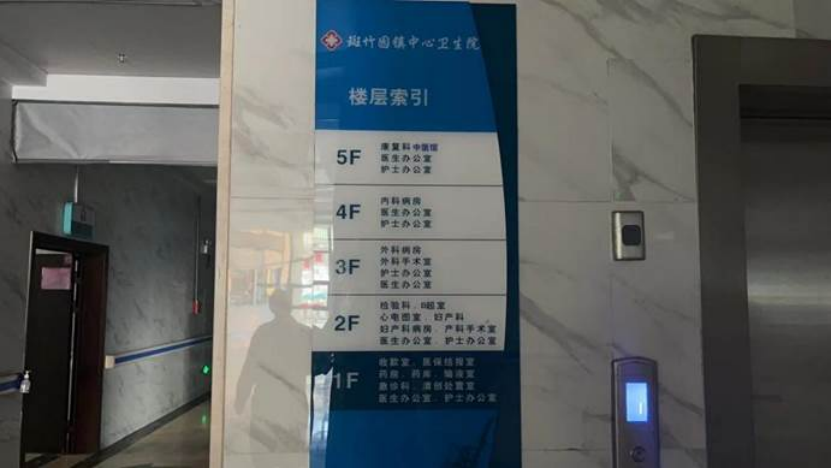 斑竹园镇中心卫生院
楼层索引
5F
康复科 中医馆
医生办公室
护士办公室
4F
内科病房
医生办公室
护士办公室
3F
外科病房
外科手术室
护士办公室
医生办公室
2F
检验科、B超室
心电图室、妇产科
妇产科病房、产科手术室
医生办公室、护士办公室
1F
收款室、医保结算室
药房、药库、输液室
急诊科、清创处置室
医生办公室、护士办公室